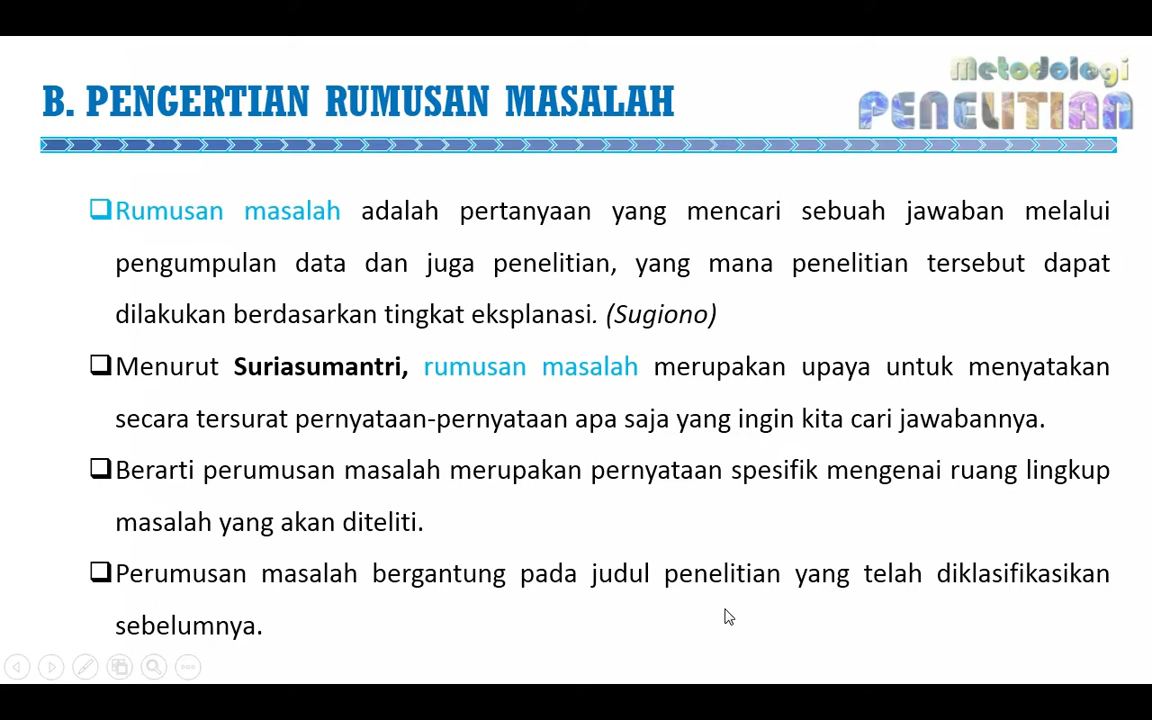 Metodologi
B. PENGERTIAN RUMUSAN MASALAH
PENELITIAN
Rumusan masalah adalah pertanyaan yang mencari sebuah jawaban melalui
pengumpulan data dan juga penelitian, yang mana penelitian tersebut dapat
dilakukan berdasarkan tingkat eksplanasi. (Sugiono)
Menurut Suriasumantri, rumusan masalah merupakan upaya untuk menyatakan
secara tersurat pernyataan-pernyataan apa saja yang ingin kita cari jawabannya.
Berarti perumusan masalah merupakan pernyataan spesifik mengenai ruang lingkup
masalah yang akan diteliti.
Perumusan masalah bergantung pada judul penelitian yang telah diklasifikasikan
sebelumnya.